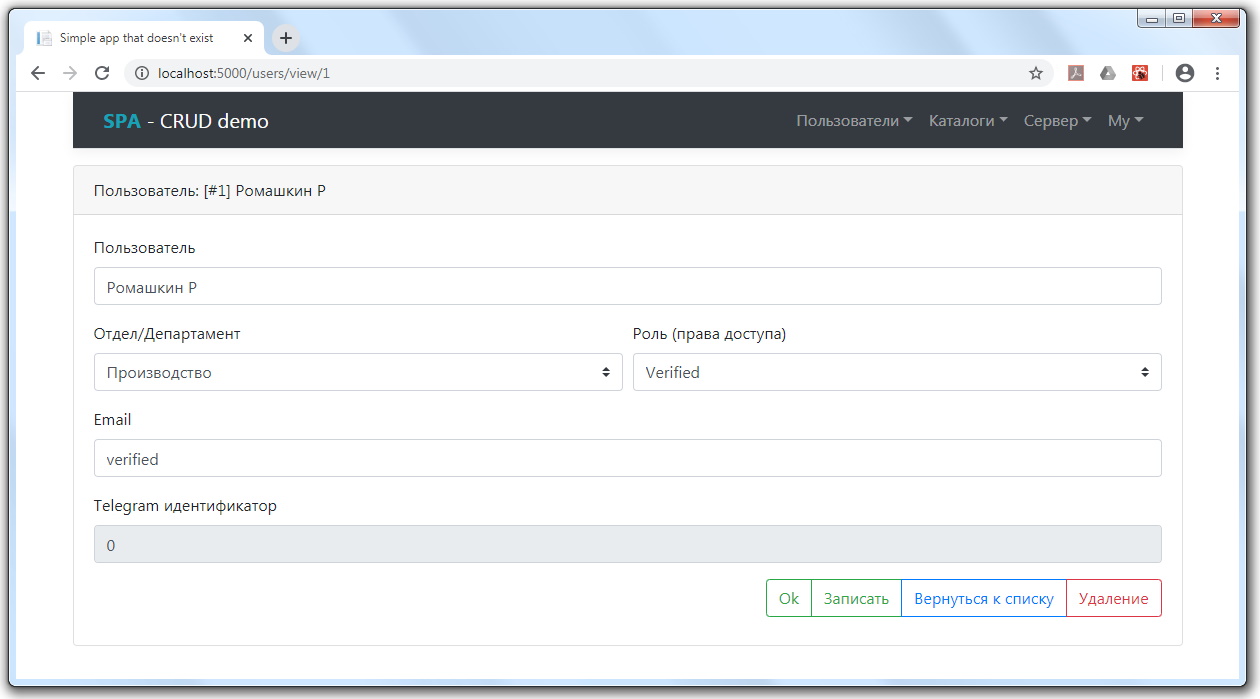 Simple app that doesn't exist
localhost:5000/users/view/1
SPA - CRUD demo Пользователи Каталоги Сервер My
Пользователь: [#1] Ромашкин Р
Пользователь
Ромашкин Р
Отдел/Департамент Роль (права доступа)
Производство Verified
Email
verified
Telegram идентификатор
0
Ok Записать Вернуться к списку Удаление